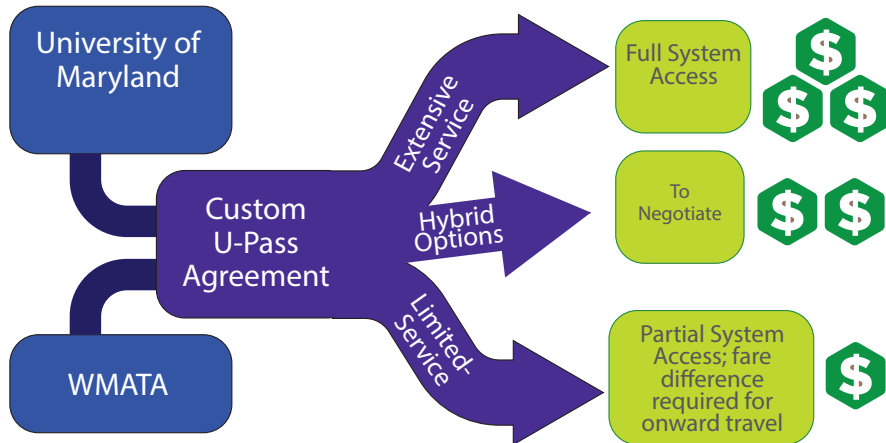 University of
Maryland
WMATA
Custom
U-Pass
Agreement
Extensive
Service
Hybrid
Options
Limited-
Service
Full System
Access
$
$ $
To
Negotiate
$ $
Partial System
Access; fare
difference
required for
onward travel
$